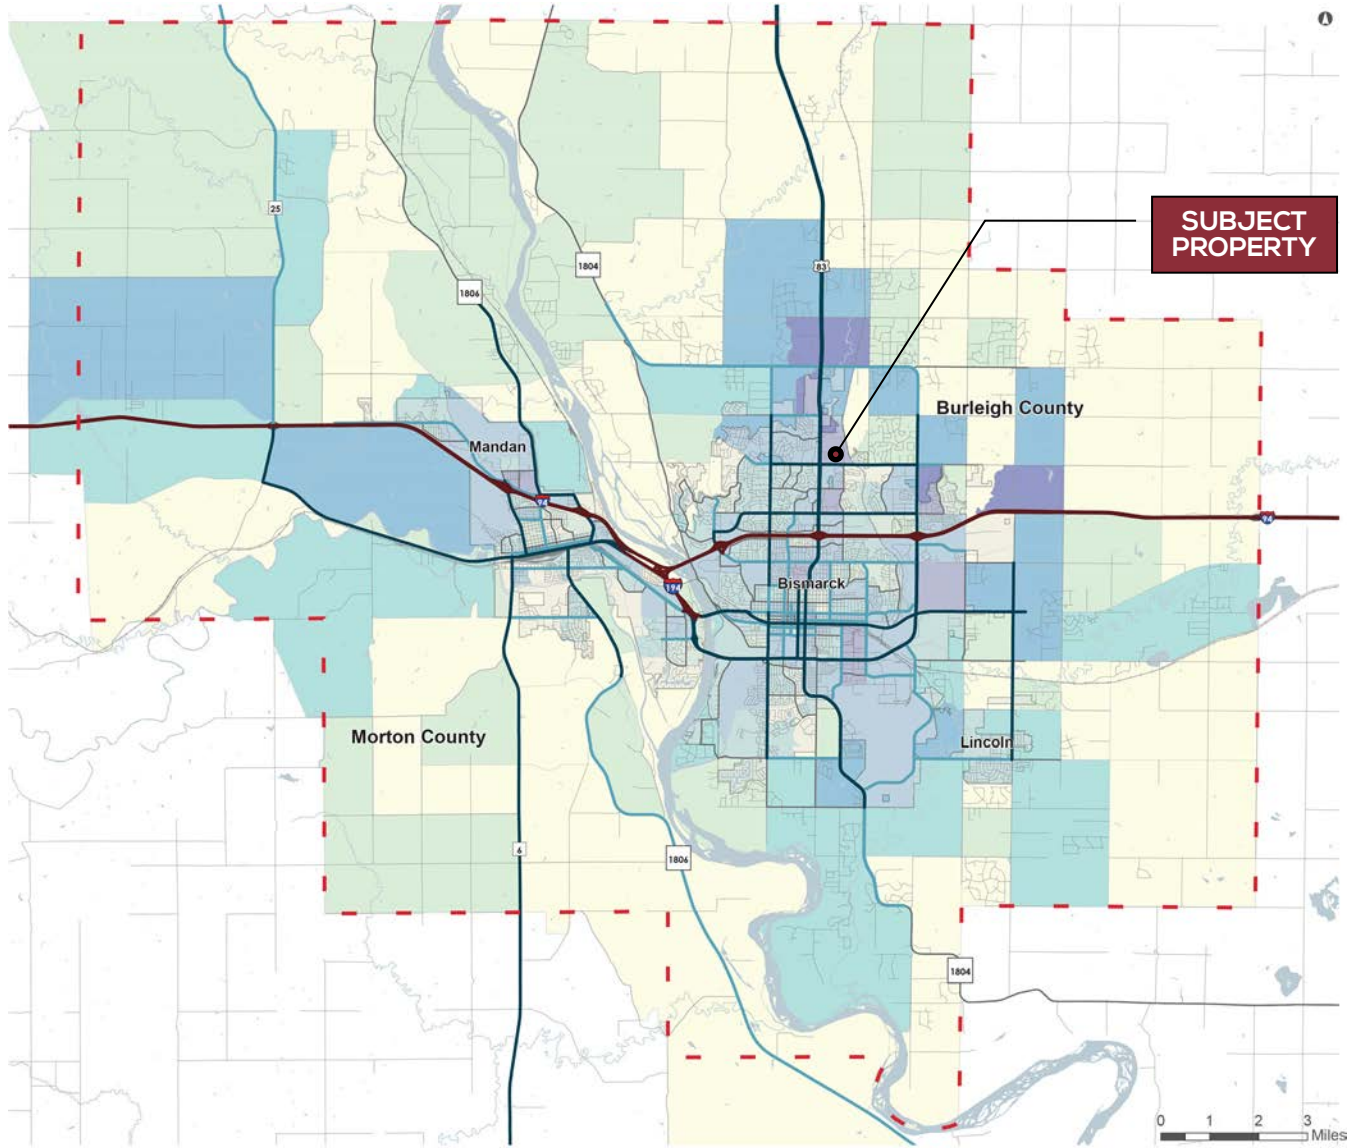 SUBJECT
PROPERTY
25
1804
83
1806
Burleigh County
Mandan
94
94
194
Bismarck
Morton County
Lincoln
6
1806
1804
0 1 2 3
Miles